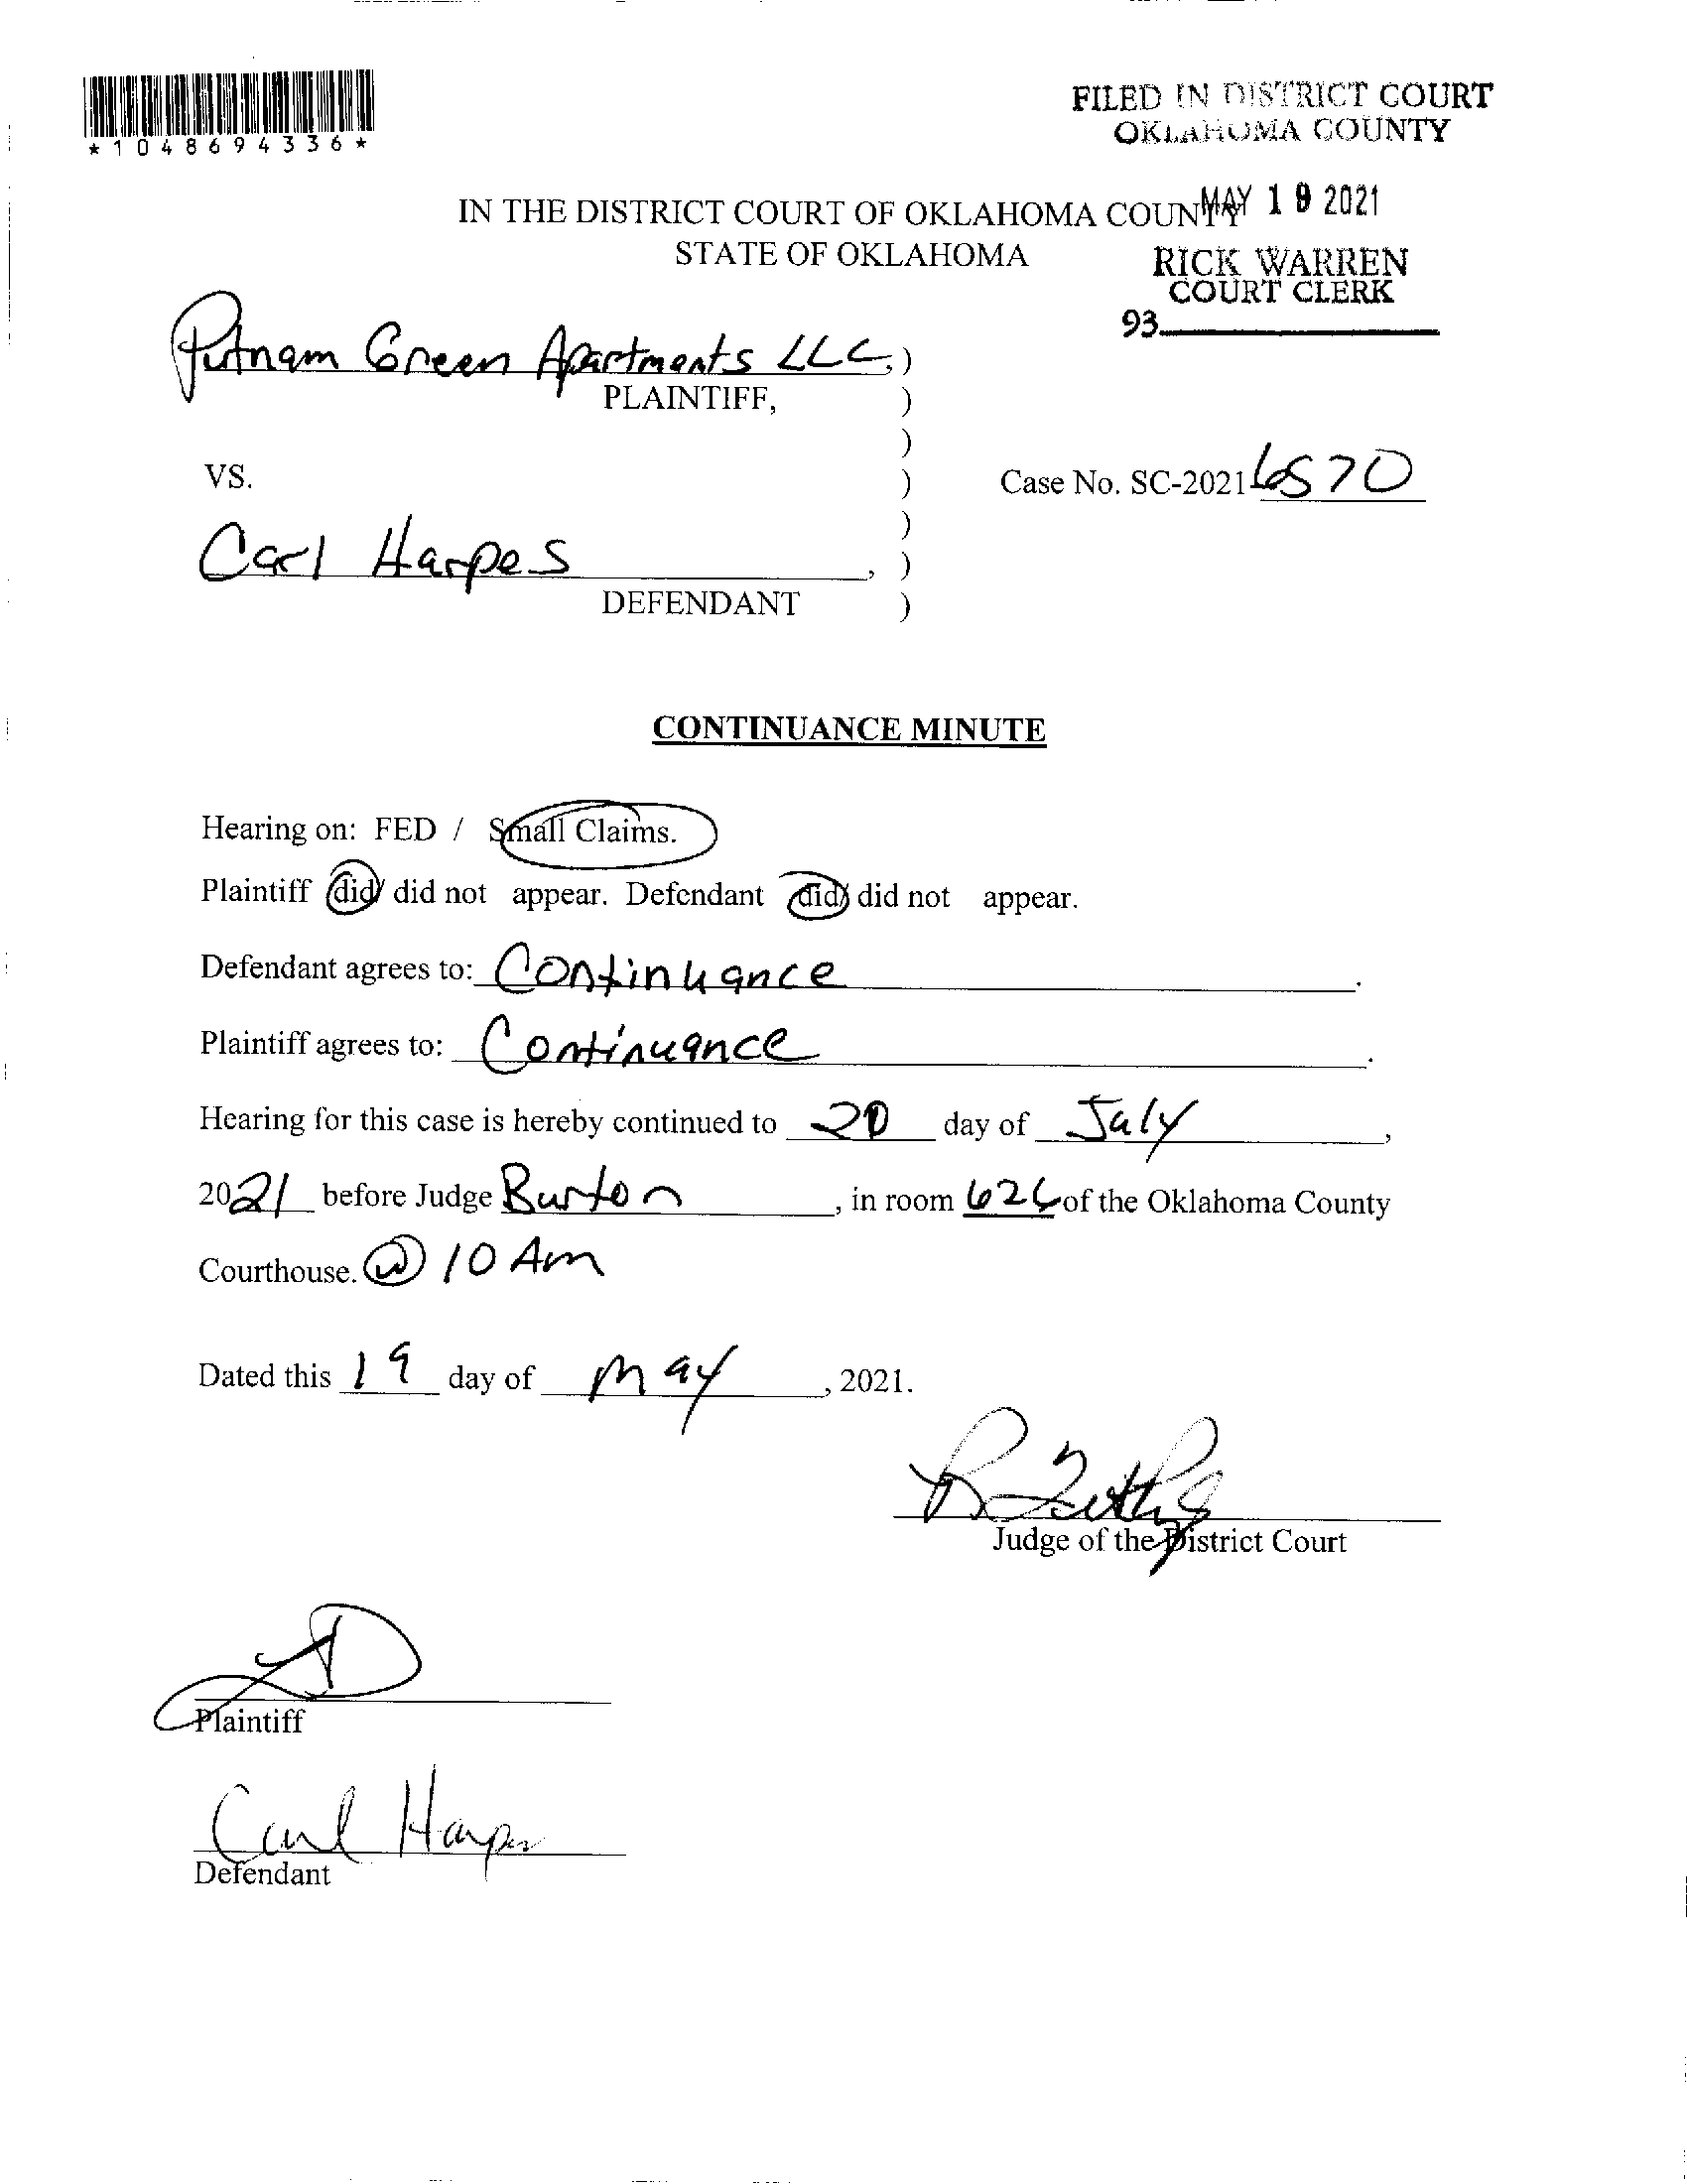 *1048694336*
FILED IN DISTRICT COURT
OKLAHOMA COUNTY
MAY 19 2021
IN THE DISTRICT COURT OF OKLAHOMA COUNTY
STATE OF OKLAHOMA
RICK WARREN
COURT CLERK
93
Putnam Green Apartments LLC, )
PLAINTIFF, )
)
VS. )
Case No. SC-2021-6570
)
Carl Harpes , )
DEFENDANT )
CONTINUANCE MINUTE
Hearing on: FED / Small Claims.
Plaintiff did/ did not appear. Defendant did/ did not appear.
Defendant agrees to: Continuance.
Plaintiff agrees to: Continuance.
Hearing for this case is hereby continued to 20 day of July,
2021 before Judge Burton, in room 626 of the Oklahoma County
Courthouse. @ 10 Am
Dated this 19 day of May, 2021.
Judge of the District Court
Plaintiff
Carl Harper
Defendant